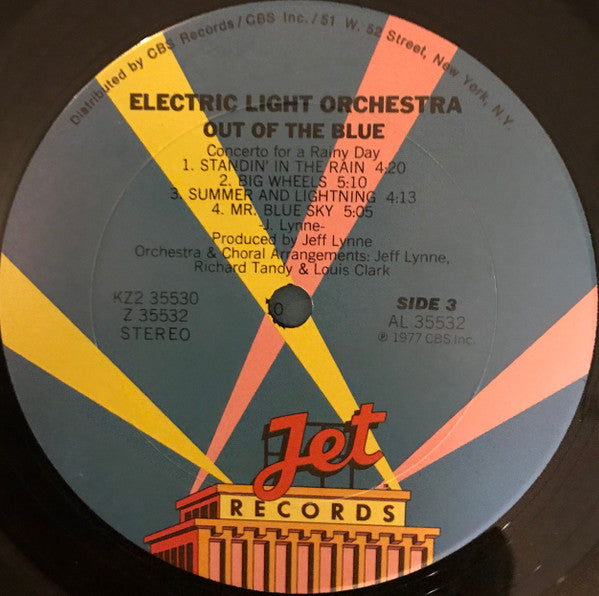 Distributed by CBS Records/CBS Inc./51 W. 52 Street, New York, N.Y.
ELECTRIC LIGHT ORCHESTRA
OUT OF THE BLUE
Concerto for a Rainy Day
1. STANDIN' IN THE RAIN 4:20
2. BIG WHEELS 5:10
3. SUMMER AND LIGHTNING 4:13
4. MR. BLUE SKY 5:05
-J. Lynne-
Produced by Jeff Lynne
Orchestra & Choral Arrangements: Jeff Lynne,
Richard Tandy & Louis Clark
KZ2 35530
Z 35532
STEREO
SIDE 3
AL 35532
℗ 1977 CBS Inc.
Jet
RECORDS